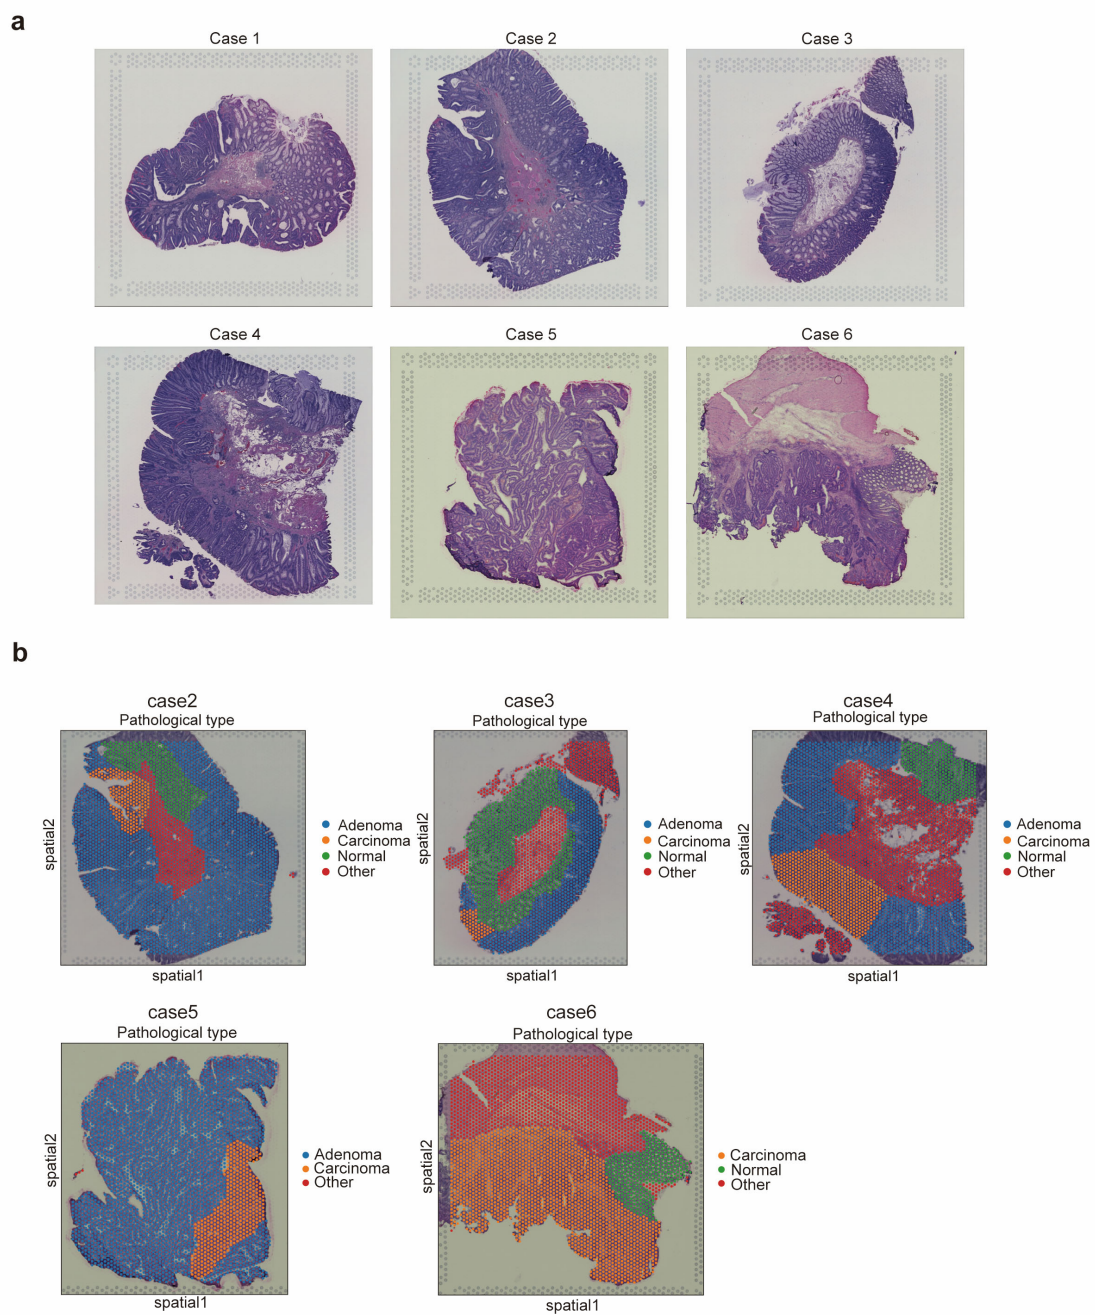 a
Case 1
Case 2
Case 3
Case 4
Case 5
Case 6
b
case2
Pathological type
spatial2
spatial1
Adenoma
Carcinoma
Normal
Other
case3
Pathological type
spatial2
spatial1
Adenoma
Carcinoma
Normal
Other
case4
Pathological type
spatial2
spatial1
Adenoma
Carcinoma
Normal
Other
case5
Pathological type
spatial2
spatial1
Adenoma
Carcinoma
Other
case6
Pathological type
spatial2
spatial1
Carcinoma
Normal
Other